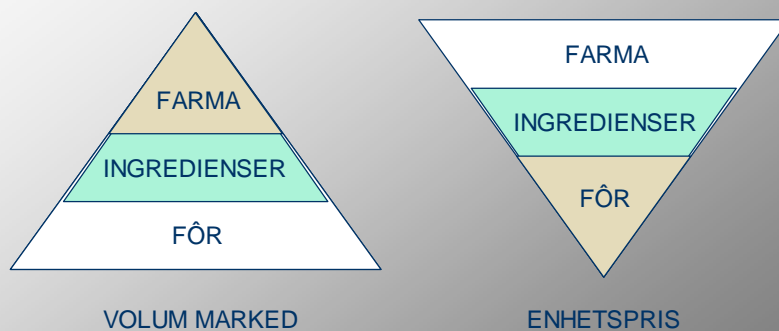 FARMA
INGREDIENSER
FÔR
VOLUM MARKED
FARMA
INGREDIENSER
FÔR
ENHETSPRIS